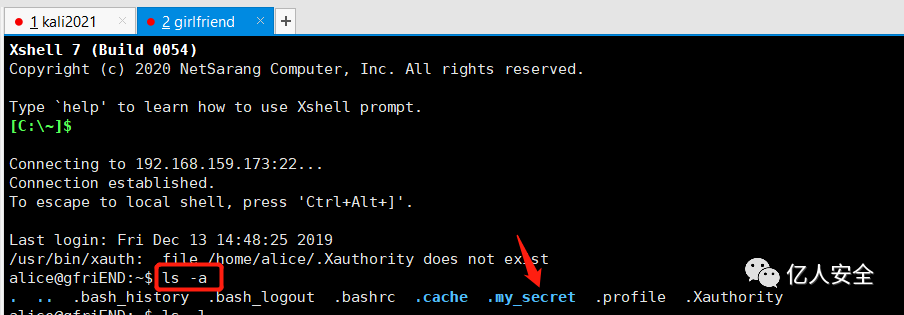 1 kali2021 × 2 girlfriend × +
Xshell 7 (Build 0054)
Copyright (c) 2020 NetSarang Computer, Inc. All rights reserved.
Type `help' to learn how to use Xshell prompt.
[C:\~]$
Connecting to 192.168.159.173:22...
Connection established.
To escape to local shell, press 'Ctrl+Alt+]'.
Last login: Fri Dec 13 14:48:25 2019
/usr/bin/xauth:  file /home/alice/.Xauthority does not exist
alice@gfriEND:~$ ls -a
.  ..  .bash_history  .bash_logout  .bashrc  .cache  .my_secret  .profile  .Xauthority
亿人安全